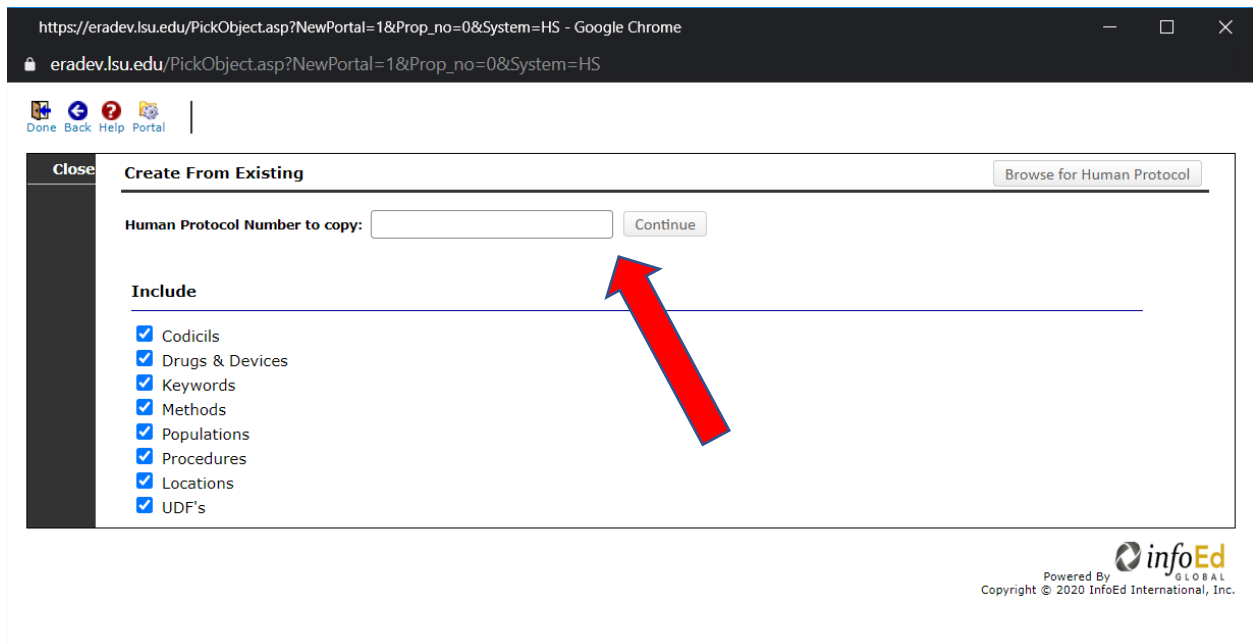 https://eradev.lsu.edu/PickObject.asp?NewPortal=1&Prop_no=0&System=HS - Google Chrome
eradev.lsu.edu/PickObject.asp?NewPortal=1&Prop_no=0&System=HS
Done Back Help Portal
Close
Create From Existing
Browse for Human Protocol
Human Protocol Number to copy:
Continue
Include
Codicils
Drugs & Devices
Keywords
Methods
Populations
Procedures
Locations
UDF's
Powered By infoEd GLOBAL
Copyright © 2020 InfoEd International, Inc.